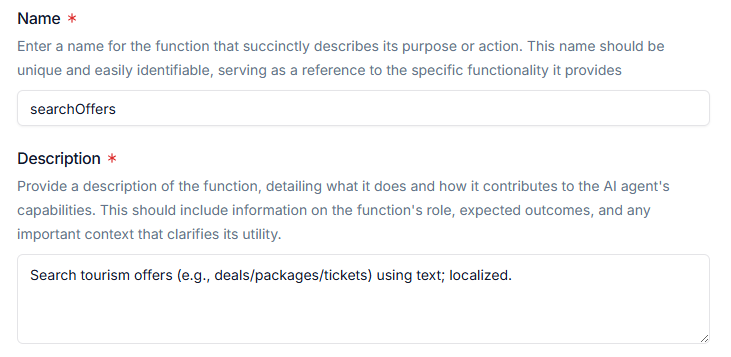 Name *
Enter a name for the function that succinctly describes its purpose or action. This name should be
unique and easily identifiable, serving as a reference to the specific functionality it provides
searchOffers
Description *
Provide a description of the function, detailing what it does and how it contributes to the AI agent's
capabilities. This should include information on the function's role, expected outcomes, and any
important context that clarifies its utility.
Search tourism offers (e.g., deals/packages/tickets) using text; localized.